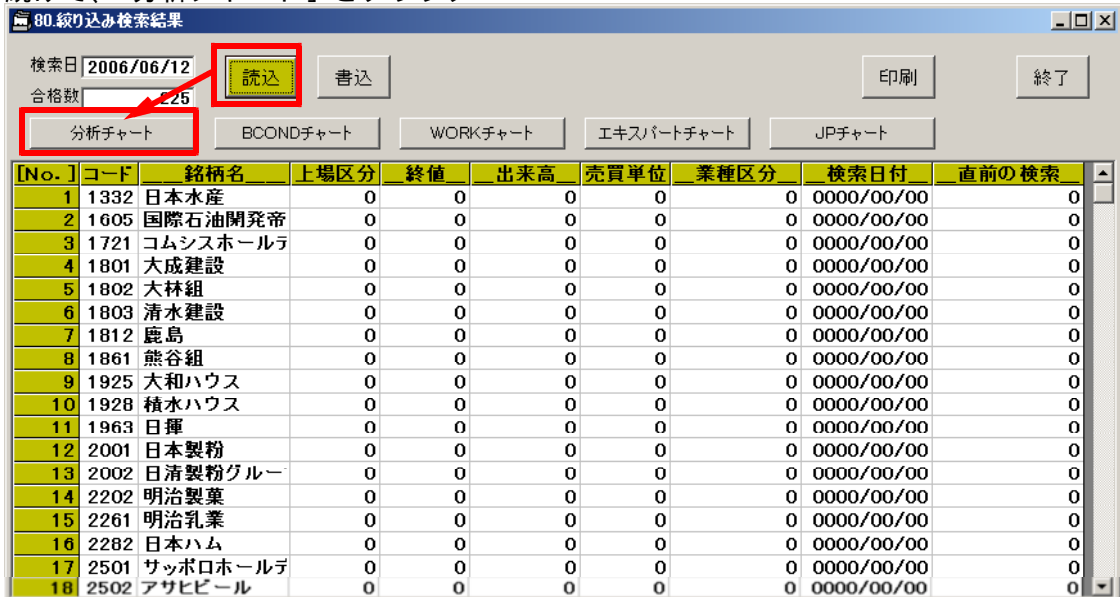 80.絞り込み検索結果
検索日 2006/06/12 読込 書込 印刷 終了
合格数 225
分析チャート BCONDチャート WORKチャート エキスパートチャート JPチャート
[No.] コード 銘柄名 上場区分 終値 出来高 売買単位 業種区分 検索日付 直前の検索
1 1332 日本水産 0 0 0 0 0 0000/00/00 0
2 1605 国際石油開発帝 0 0 0 0 0 0000/00/00 0
3 1721 コムシスホールデ 0 0 0 0 0 0000/00/00 0
4 1801 大成建設 0 0 0 0 0 0000/00/00 0
5 1802 大林組 0 0 0 0 0 0000/00/00 0
6 1803 清水建設 0 0 0 0 0 0000/00/00 0
7 1812 鹿島 0 0 0 0 0 0000/00/00 0
8 1861 熊谷組 0 0 0 0 0 0000/00/00 0
9 1925 大和ハウス 0 0 0 0 0 0000/00/00 0
10 1928 積水ハウス 0 0 0 0 0 0000/00/00 0
11 1963 日揮 0 0 0 0 0 0000/00/00 0
12 2001 日本製粉 0 0 0 0 0 0000/00/00 0
13 2002 日清製粉グルー 0 0 0 0 0 0000/00/00 0
14 2202 明治製菓 0 0 0 0 0 0000/00/00 0
15 2261 明治乳業 0 0 0 0 0 0000/00/00 0
16 2282 日本ハム 0 0 0 0 0 0000/00/00 0
17 2501 サッポロホールデ 0 0 0 0 0 0000/00/00 0
18 2502 アサヒビール 0 0 0 0 0 0000/00/00 0